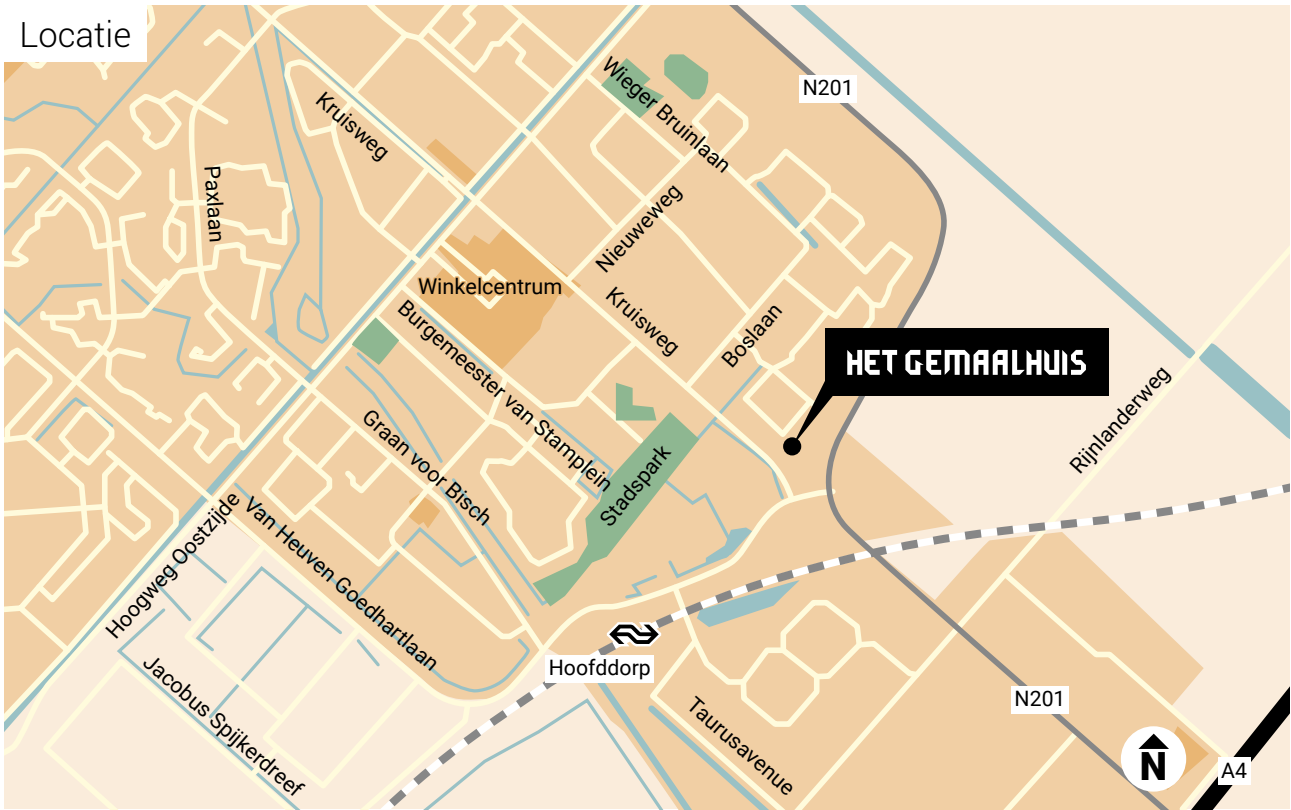 Locatie
Wieger Bruinlaan
N201
Kruisweg
Paxlaan
Nieuweweg
Winkelcentrum
Kruisweg
Boslaan
Burgemeester van Stamplein
HET GEMAALHUIS
Rijnlanderweg
Graan voor Bisch
Stadspark
Hoogweg Oostzijde
Van Heuven Goedhartlaan
Hoofddorp
Jacobus Spijkerdreef
Taurusavenue
N201
N
A4